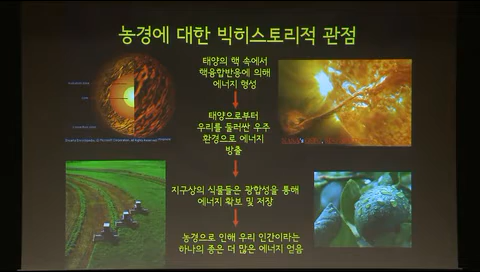 농경에 대한 빅히스토리적 관점
태양의 핵 속에서
핵융합반응에 의해
에너지 형성
태양으로부터
우리를 둘러싼 우주
환경으로 에너지
방출
지구상의 식물들은 광합성을 통해
에너지 확보 및 저장
농경으로 인해 우리 인간이라는
하나의 종은 더 많은 에너지 얻음